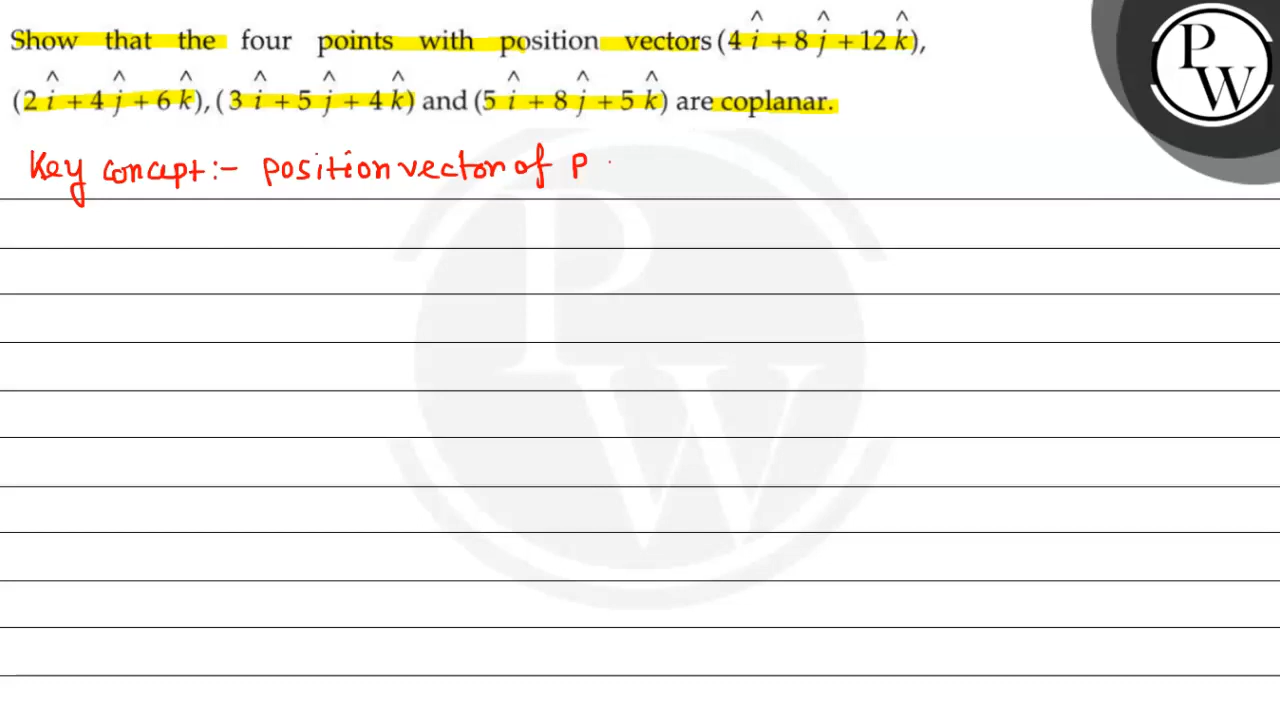 Show that the four points with position vectors (4 î + 8 ĵ + 12 k̂),
(2 î + 4 ĵ + 6 k̂), (3 î + 5 ĵ + 4 k̂) and (5 î + 8 ĵ + 5 k̂) are coplanar.
P
W
Key concept :- position vector of P
P
W